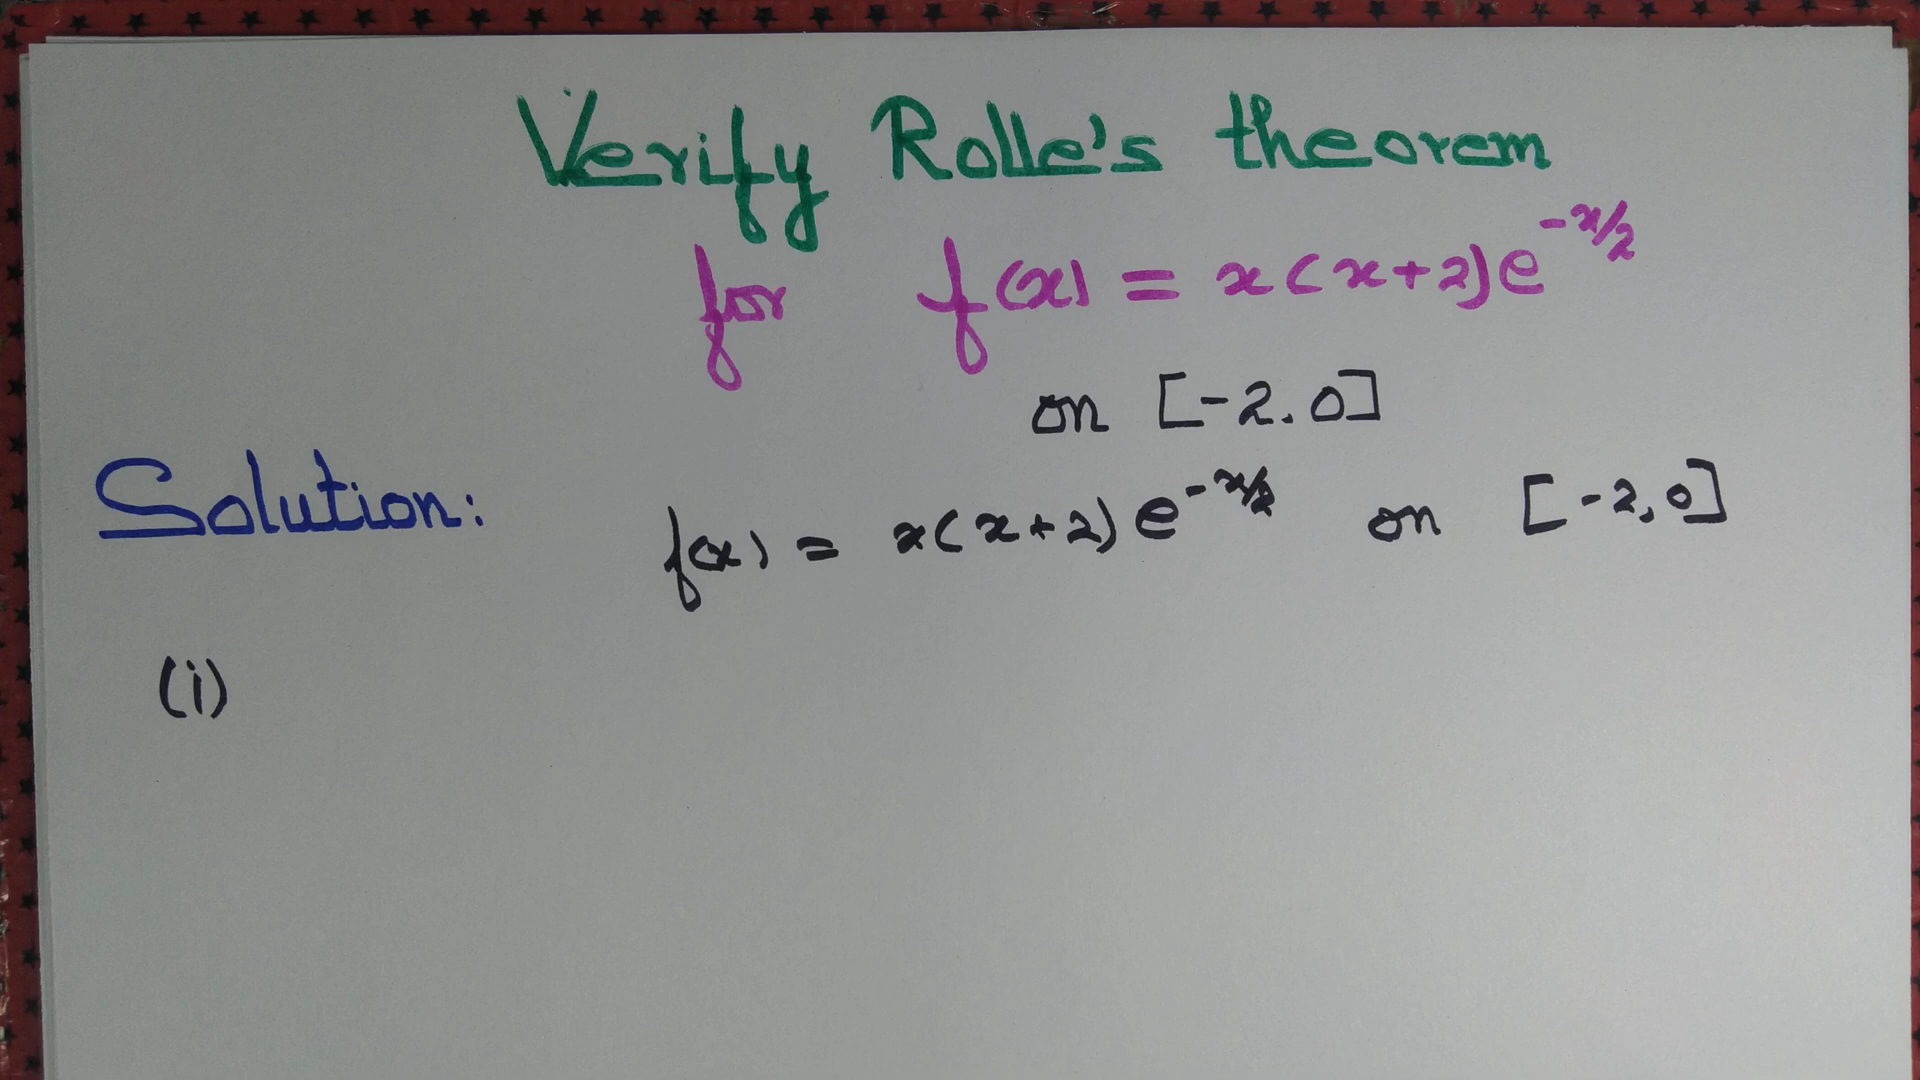 Verify Rolle's theorem
for f(x) = x(x+2)e^{-x/2}
on [-2, 0]
Solution: f(x) = x(x+2)e^{-x/2} on [-2, 0]
(i)